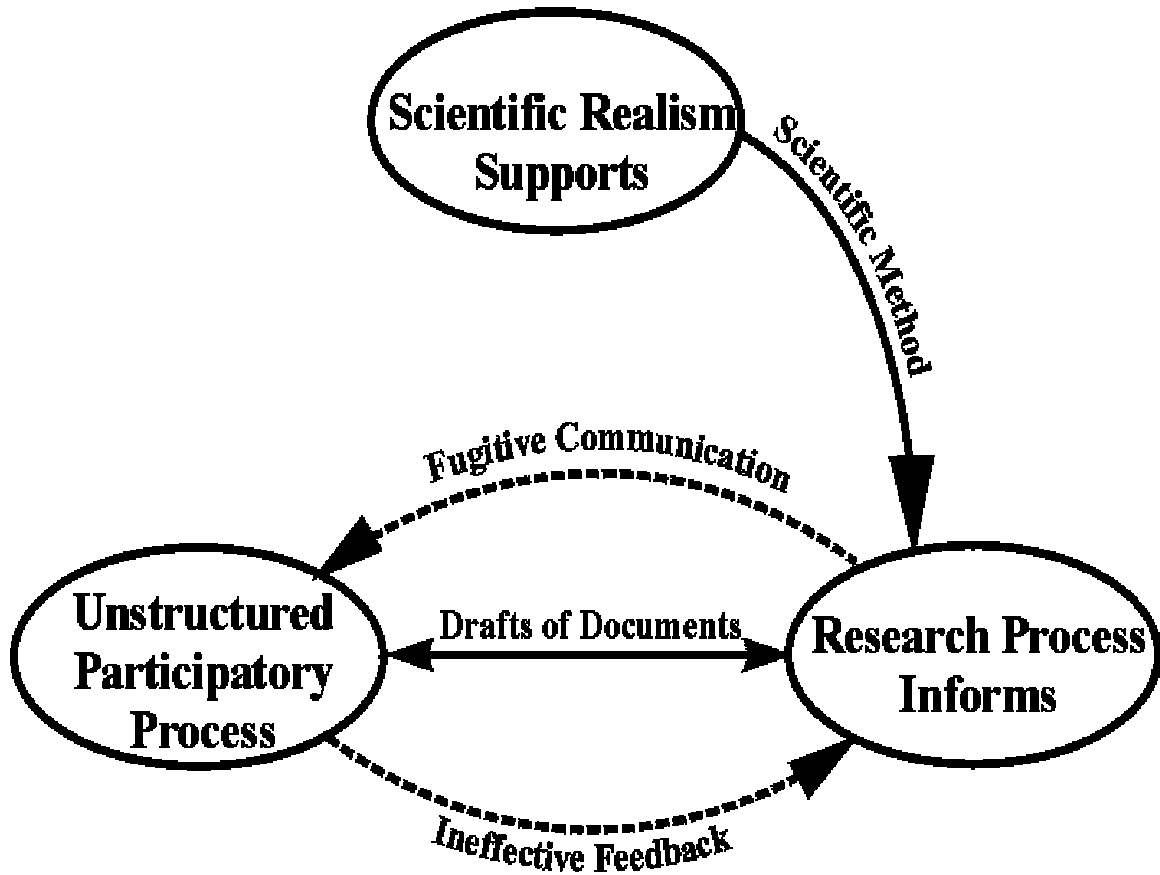 Scientific Realism
Supports
Scientific Method
Fugitive Communication
Unstructured
Participatory
Process
Drafts of Documents
Research Process
Informs
Ineffective Feedback